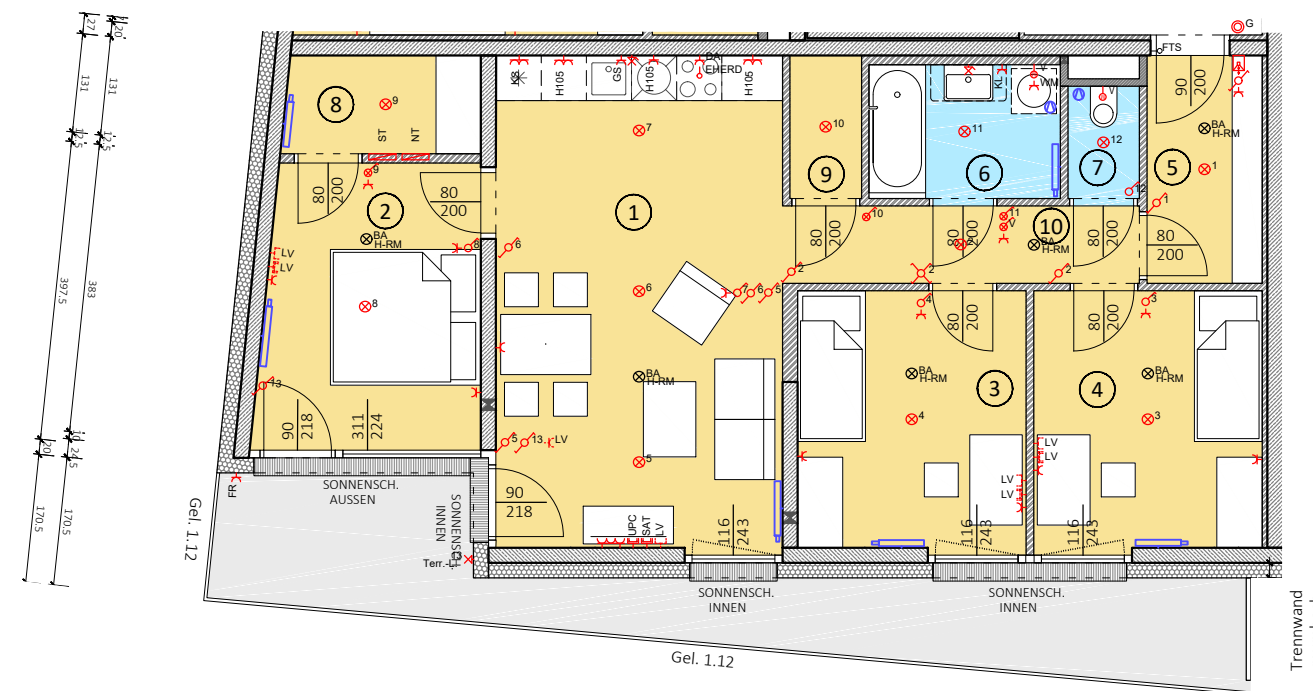 27
20
131
131
12.5
12.5
397.5
383
10
20
24.5
170.5
170.5
G
FTS
KS
H105
GS
H105
BA
EHERD
H105
KL
V
WM
V
90
200
8
9
ST
NT
7
10
11
12
BA
H-RM
9
6
7
5
1
80
200
9
2
80
200
1
10
11
V
10
12
1
BA
H-RM
8
6
80
200
2
80
200
2
BA
H-RM
80
200
2
80
200
LV
LV
8
6
7
6
5
2
4
80
200
80
200
3
BA
H-RM
BA
H-RM
3
BA
H-RM
4
13
4
3
90
218
311
224
5
13
LV
5
LV
LV
LV
LV
FR
SONNENSCH.
AUSSEN
SONNENSCH.
INNEN
90
218
UPC
SAT
LV
116
243
116
243
116
243
Terr.-LT
SONNENSCH.
INNEN
SONNENSCH.
INNEN
Gel. 1.12
Gel. 1.12
Trennwand